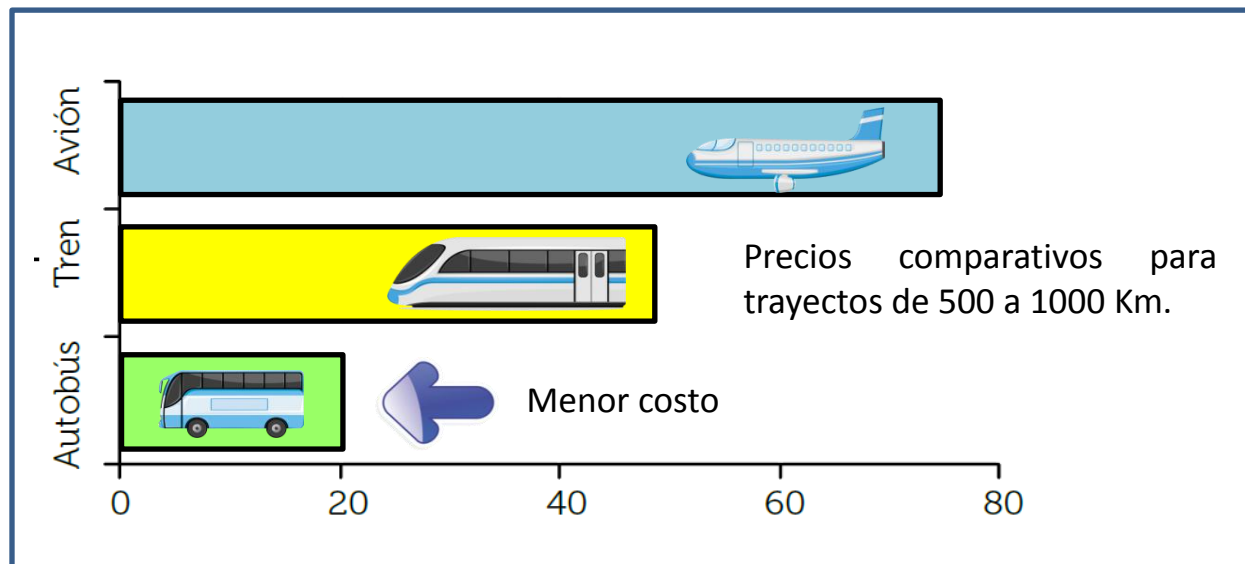 Avión
Tren
Precios comparativos para
trayectos de 500 a 1000 Km.
Autobús
Menor costo
0 20 40 60 80